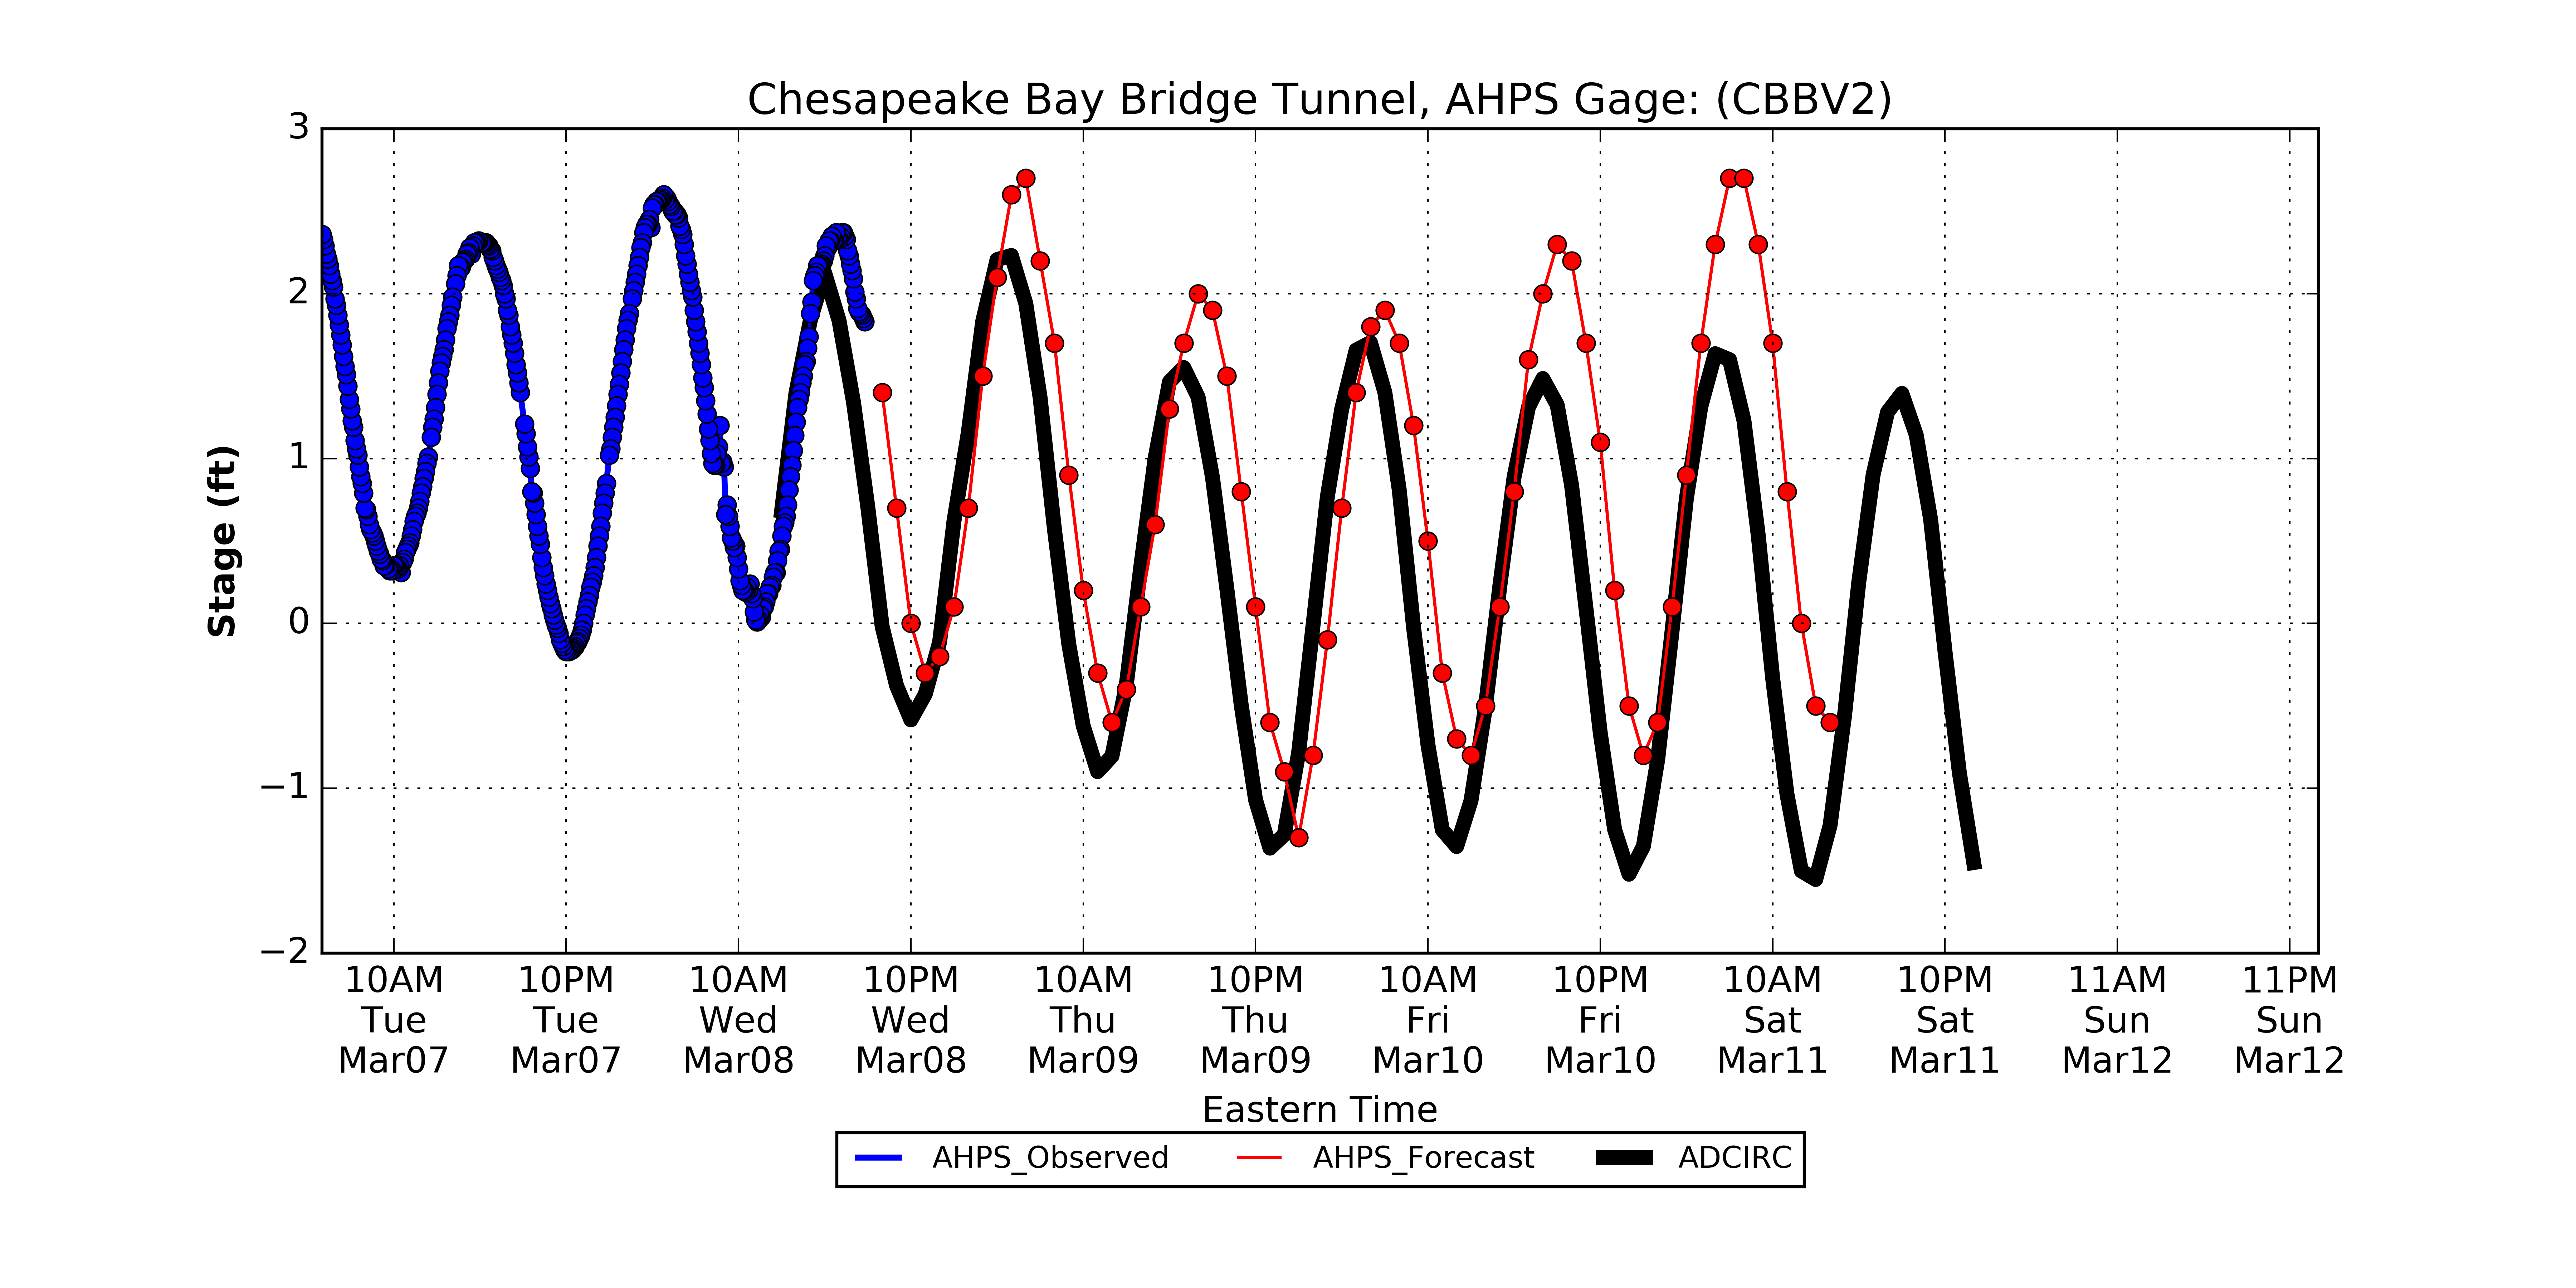 Chesapeake Bay Bridge Tunnel, AHPS Gage: (CBBV2)
3
2
1
0
−1
−2
Stage (ft)
10AM 10PM 10AM 10PM 10AM 10PM 10AM 10PM 10AM 10PM 11AM 11PM
Tue Tue Wed Wed Thu Thu Fri Fri Sat Sat Sun Sun
Mar07 Mar07 Mar08 Mar08 Mar09 Mar09 Mar10 Mar10 Mar11 Mar11 Mar12 Mar12
Eastern Time
AHPS_Observed AHPS_Forecast ADCIRC